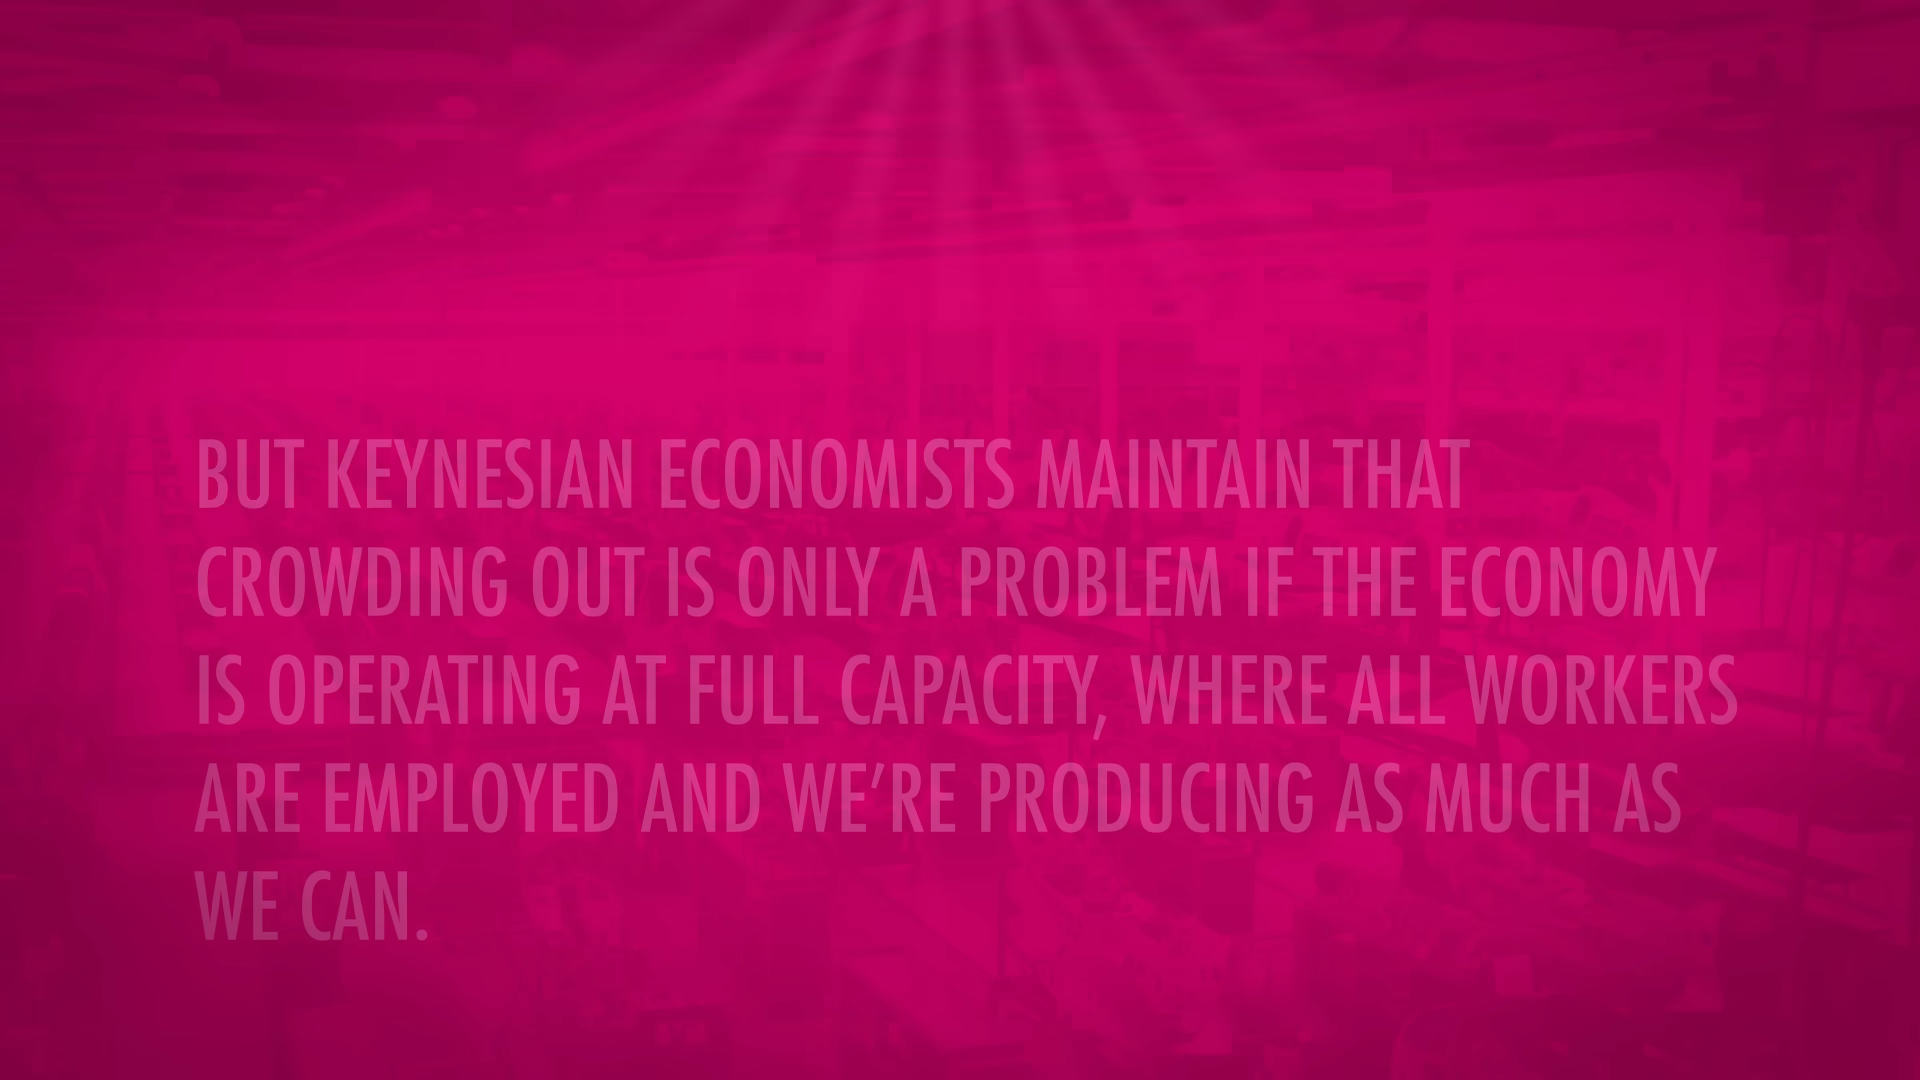 BUT KEYNESIAN ECONOMISTS MAINTAIN THAT
CROWDING OUT IS ONLY A PROBLEM IF THE ECONOMY
IS OPERATING AT FULL CAPACITY, WHERE ALL WORKERS
ARE EMPLOYED AND WE’RE PRODUCING AS MUCH AS
WE CAN.